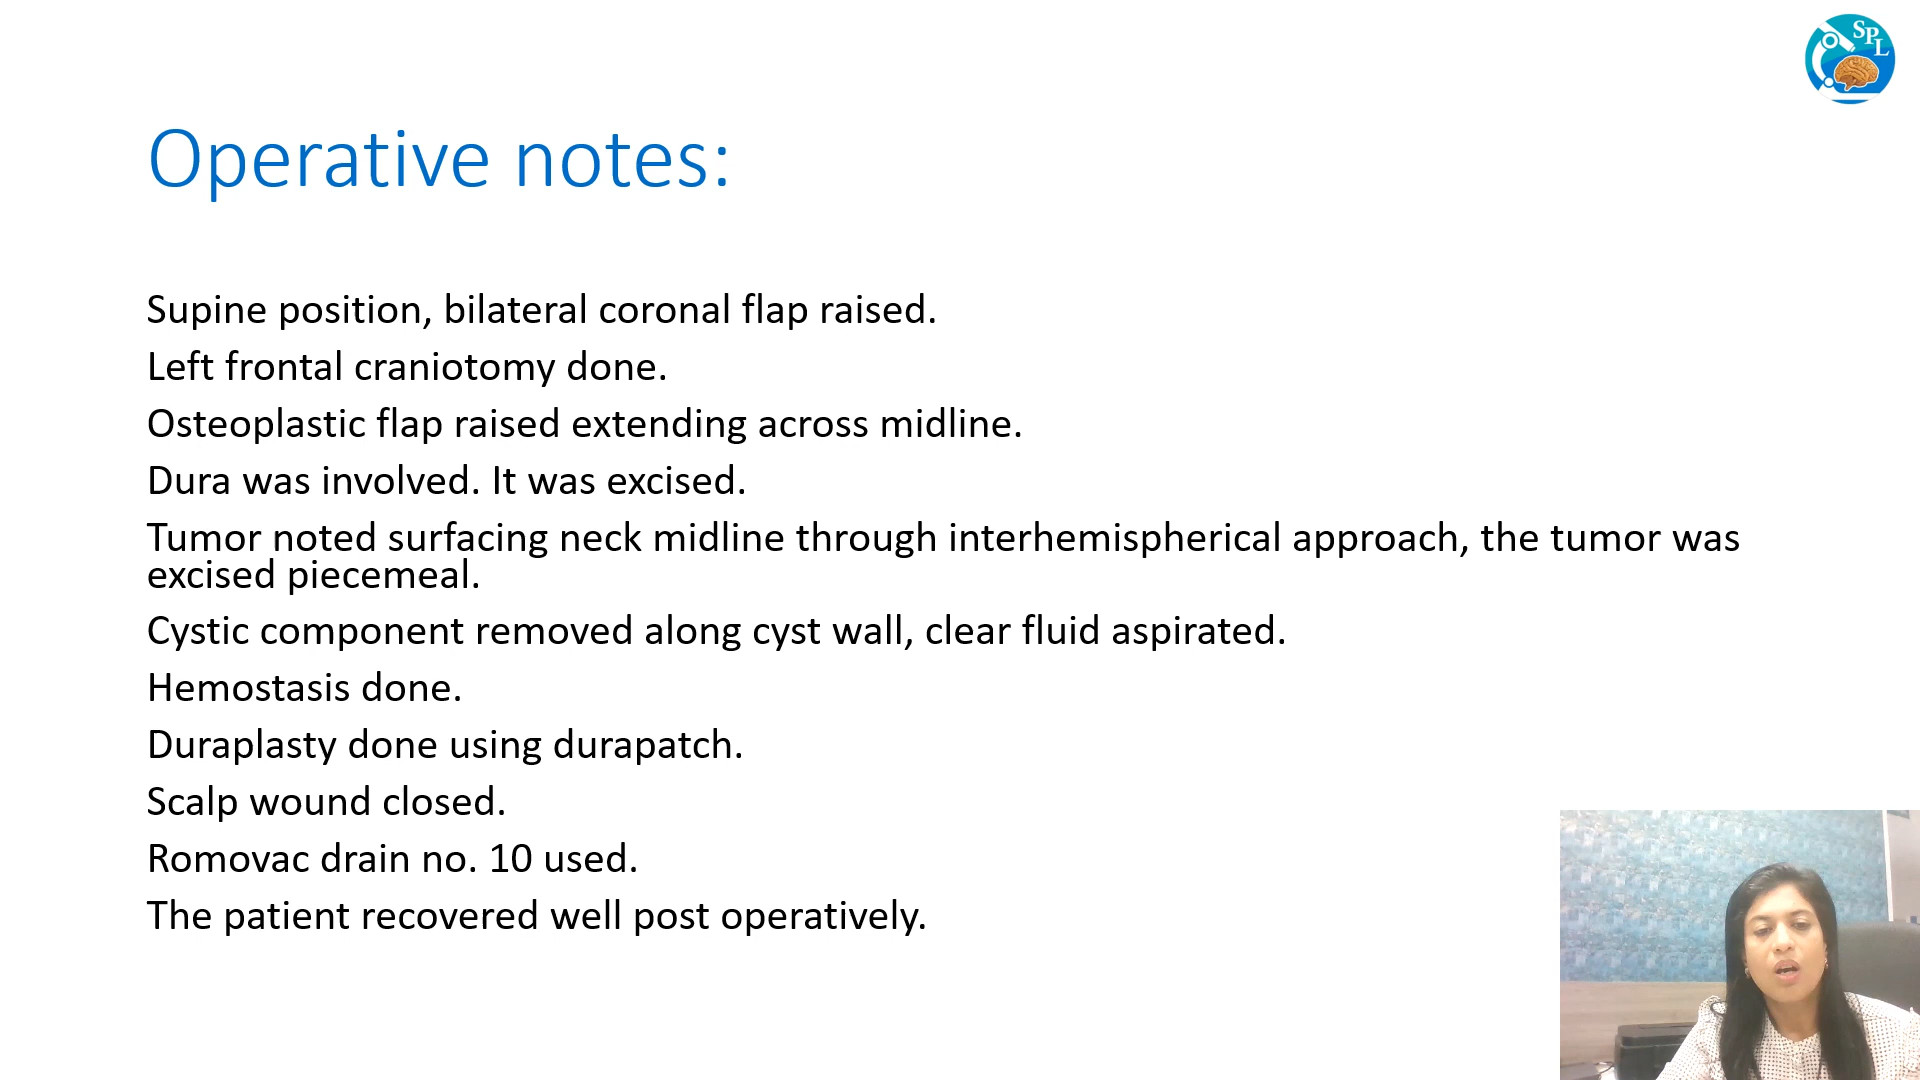 SPL
Operative notes:
Supine position, bilateral coronal flap raised.
Left frontal craniotomy done.
Osteoplastic flap raised extending across midline.
Dura was involved. It was excised.
Tumor noted surfacing neck midline through interhemispherical approach, the tumor was
excised piecemeal.
Cystic component removed along cyst wall, clear fluid aspirated.
Hemostasis done.
Duraplasty done using durapatch.
Scalp wound closed.
Romovac drain no. 10 used.
The patient recovered well post operatively.